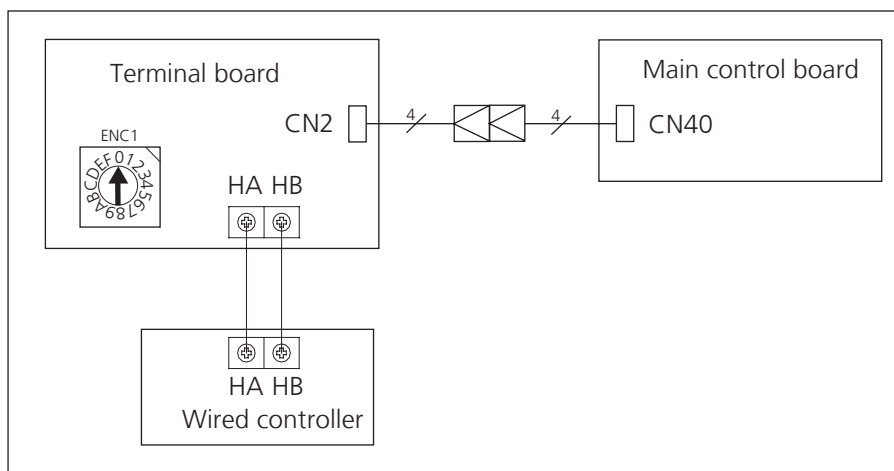 Terminal board
Main control board
CN2
4
4
CN40
ENC1
0123456789ABCDEF
HA HB
HA HB
Wired controller